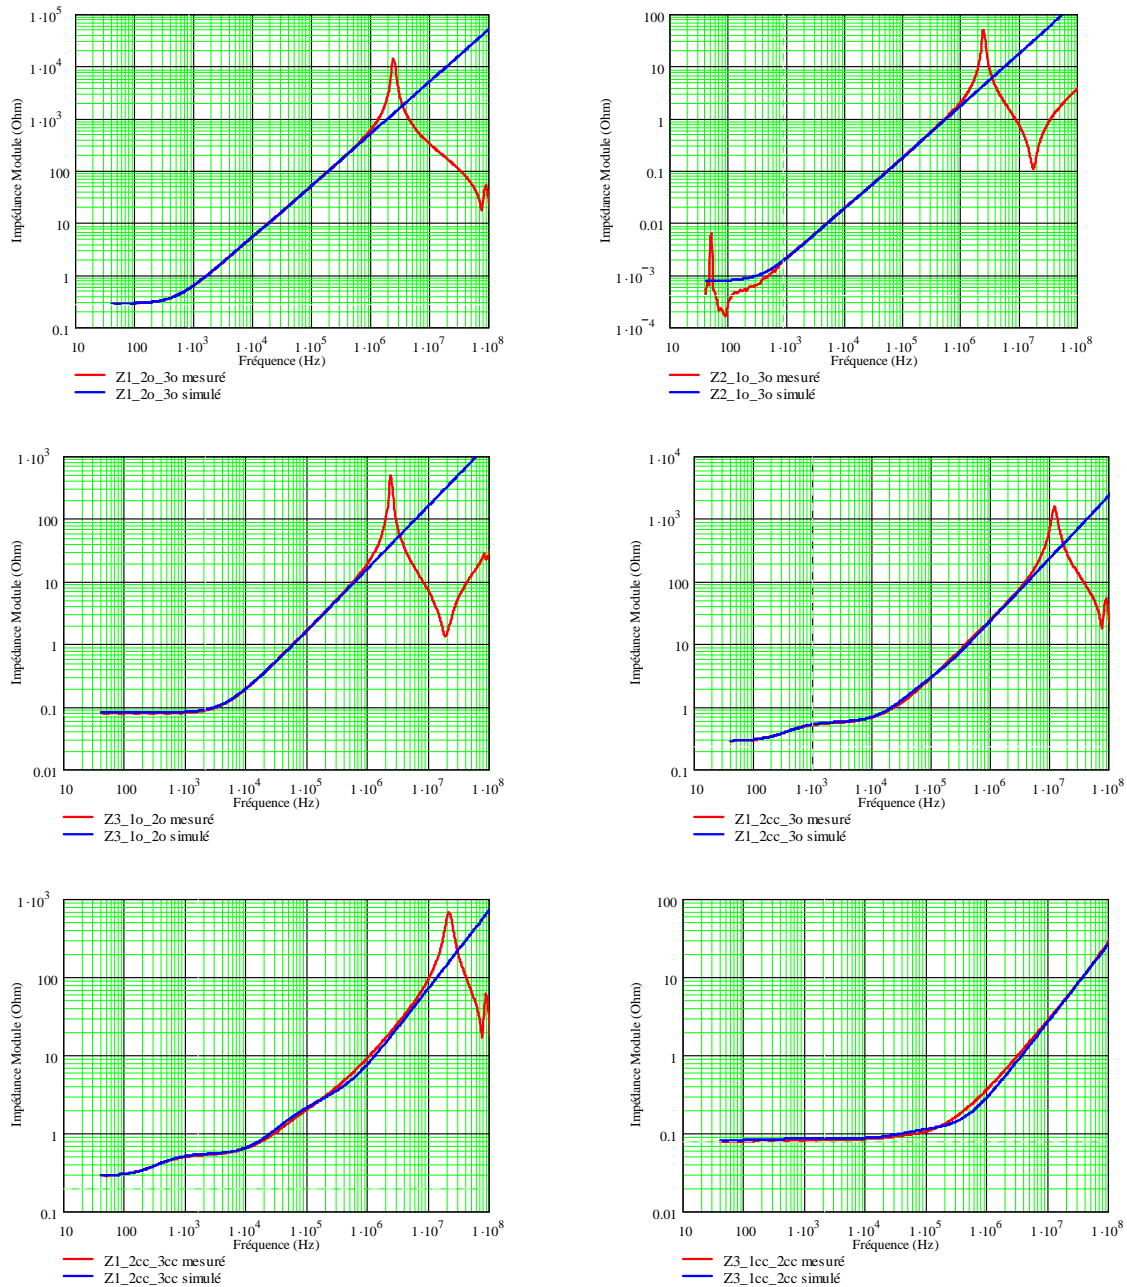 1·10^5
1·10^4
1·10^3
100
10
1
0.1
Impédance Module (Ohm)
10 100 1·10^3 1·10^4 1·10^5 1·10^6 1·10^7 1·10^8
Fréquence (Hz)
Z1_2o_3o mesuré
Z1_2o_3o simulé
100
10
1
0.1
0.01
1·10^-3
1·10^-4
Impédance Module (Ohm)
10 100 1·10^3 1·10^4 1·10^5 1·10^6 1·10^7 1·10^8
Fréquence (Hz)
Z2_1o_3o mesuré
Z2_1o_3o simulé
1·10^3
100
10
1
0.1
0.01
Impédance Module (Ohm)
10 100 1·10^3 1·10^4 1·10^5 1·10^6 1·10^7 1·10^8
Fréquence (Hz)
Z3_1o_2o mesuré
Z3_1o_2o simulé
1·10^4
1·10^3
100
10
1
0.1
Impédance Module (Ohm)
10 100 1·10^3 1·10^4 1·10^5 1·10^6 1·10^7 1·10^8
Fréquence (Hz)
Z1_2cc_3o mesuré
Z1_2cc_3o simulé
1·10^3
100
10
1
0.1
Impédance Module (Ohm)
10 100 1·10^3 1·10^4 1·10^5 1·10^6 1·10^7 1·10^8
Fréquence (Hz)
Z1_2cc_3cc mesuré
Z1_2cc_3cc simulé
100
10
1
0.1
0.01
Impédance Module (Ohm)
10 100 1·10^3 1·10^4 1·10^5 1·10^6 1·10^7 1·10^8
Fréquence (Hz)
Z3_1cc_2cc mesuré
Z3_1cc_2cc simulé